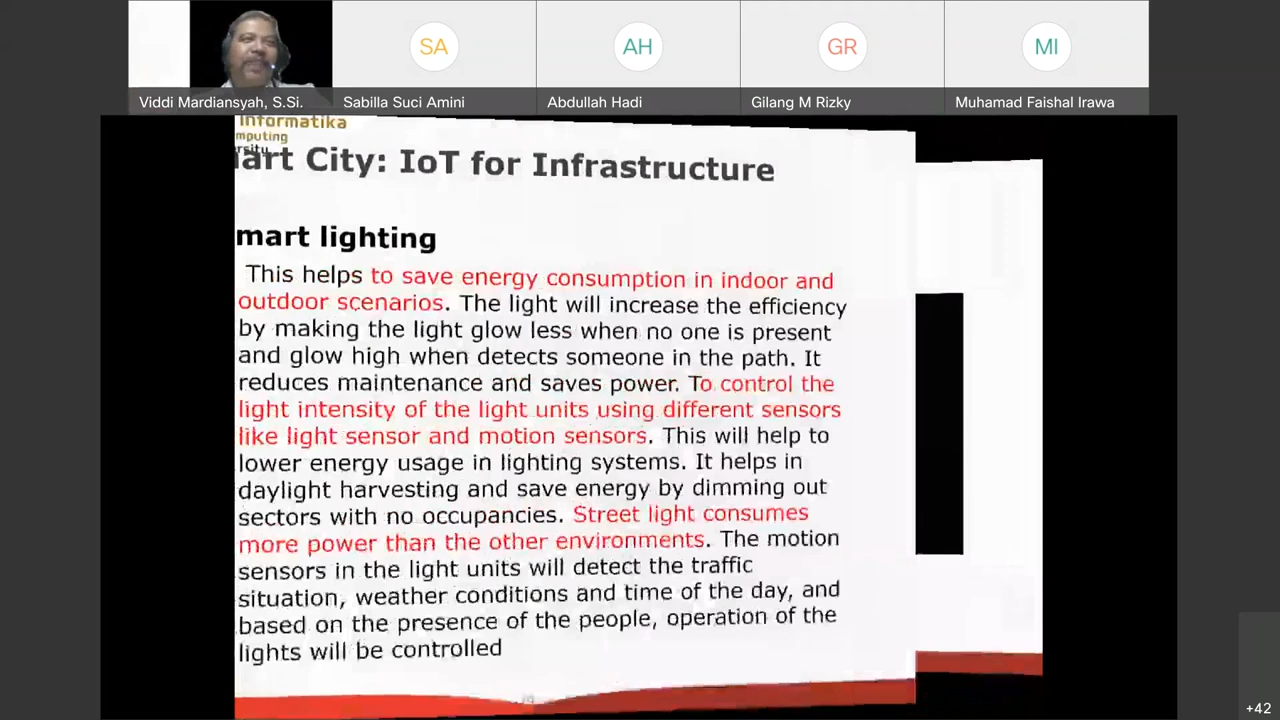 SA
AH
GR
MI
Viddi Mardiansyah, S.Si.
Sabilla Suci Amini
Abdullah Hadi
Gilang M Rizky
Muhamad Faishal Irawa
Informatika
mputing
rsity
art City: IoT for Infrastructure
mart lighting
This helps to save energy consumption in indoor and
outdoor scenarios. The light will increase the efficiency
by making the light glow less when no one is present
and glow high when detects someone in the path. It
reduces maintenance and saves power. To control the
light intensity of the light units using different sensors
like light sensor and motion sensors. This will help to
lower energy usage in lighting systems. It helps in
daylight harvesting and save energy by dimming out
sectors with no occupancies. Street light consumes
more power than the other environments. The motion
sensors in the light units will detect the traffic
situation, weather conditions and time of the day, and
based on the presence of the people, operation of the
lights will be controlled
+42